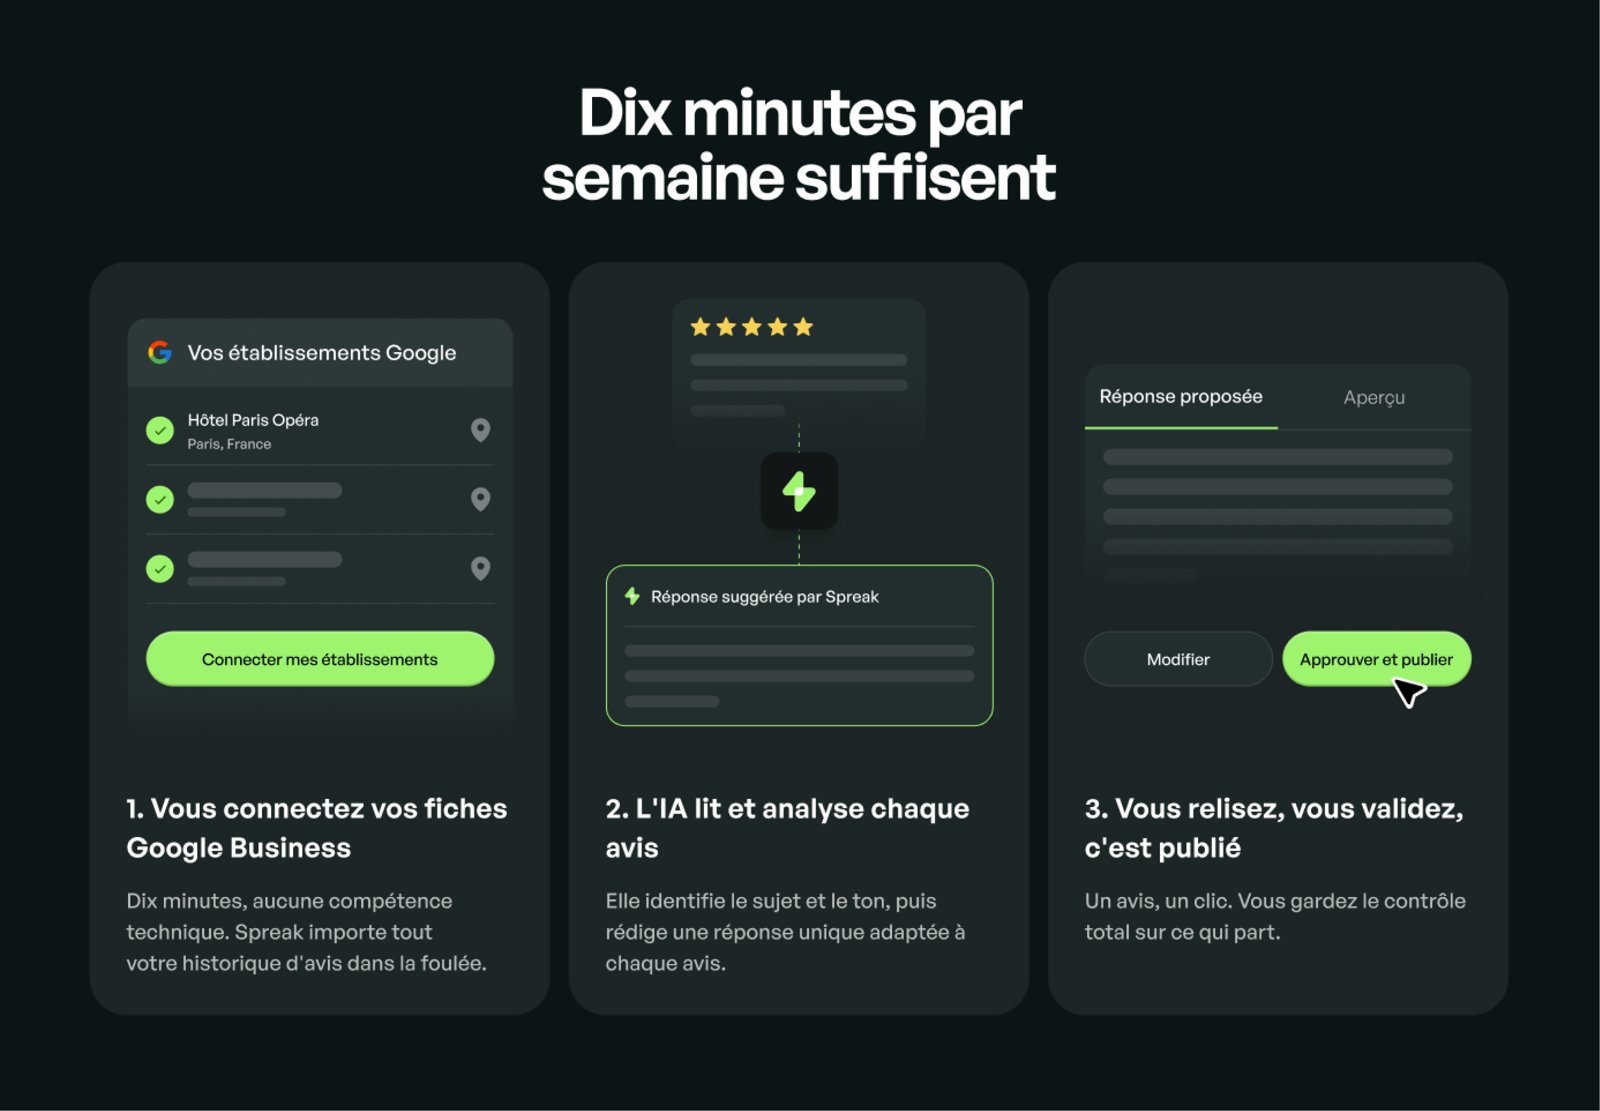 Dix minutes par
semaine suffisent
Vos établissements Google
Hôtel Paris Opéra
Paris, France
Connecter mes établissements
1. Vous connectez vos fiches
Google Business
Dix minutes, aucune compétence
technique. Spreak importe tout
votre historique d'avis dans la foulée.
Réponse suggérée par Spreak
2. L'IA lit et analyse chaque
avis
Elle identifie le sujet et le ton, puis
rédige une réponse unique adaptée à
chaque avis.
Réponse proposée
Aperçu
Modifier
Approuver et publier
3. Vous relisez, vous validez,
c'est publié
Un avis, un clic. Vous gardez le contrôle
total sur ce qui part.